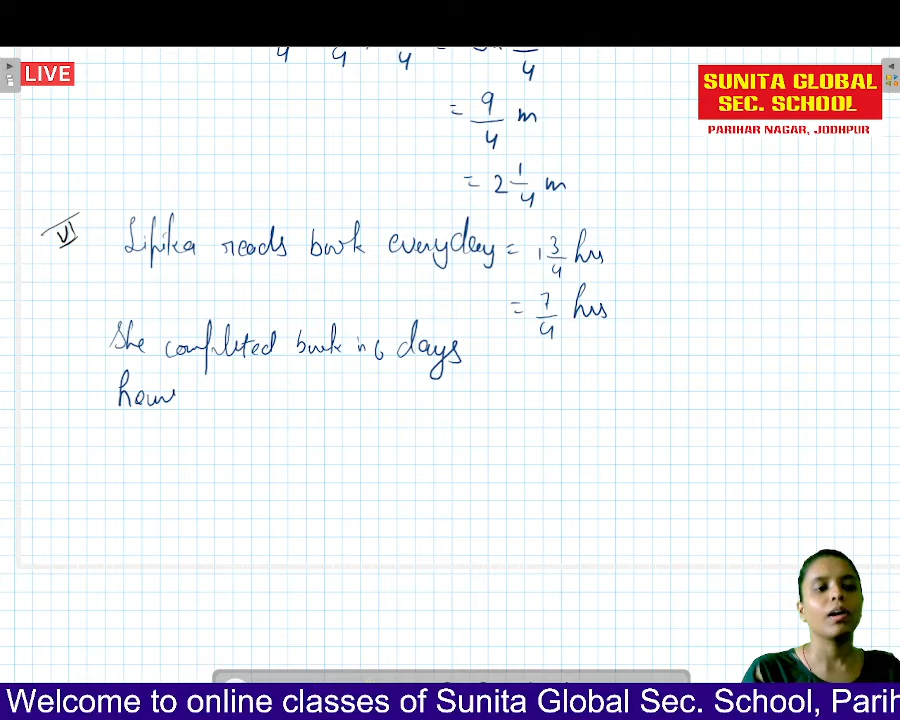 LIVE
SUNITA GLOBAL
SEC. SCHOOL
PARIHAR NAGAR, JODHPUR
= 9/4 m
= 2 1/4 m
VI
Lipika reads book everyday = 1 3/4 hrs
= 7/4 hrs
She completed book in 6 days
hour
Welcome to online classes of Sunita Global Sec. School, Parih